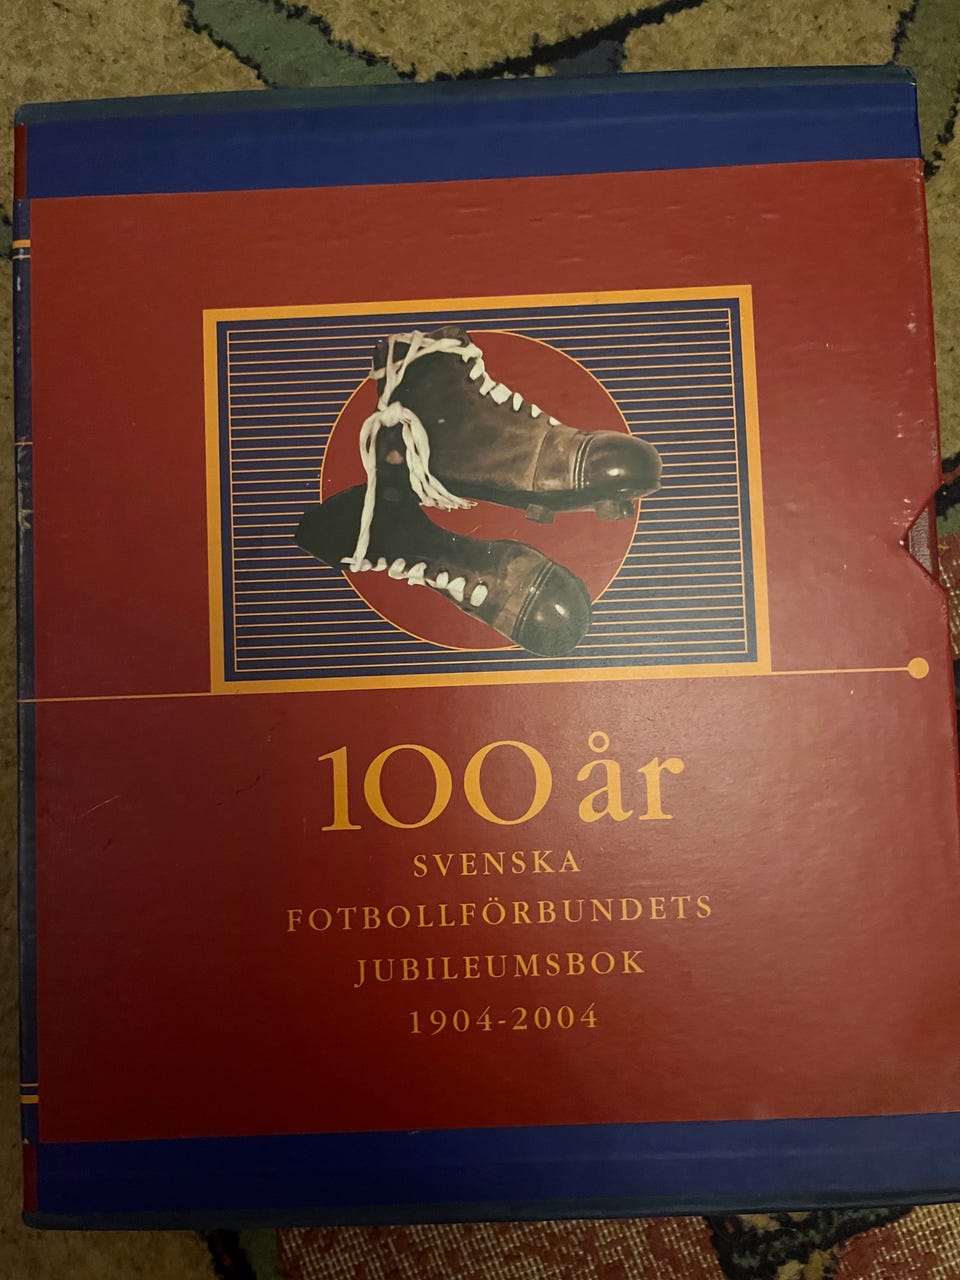 100 år
SVENSKA
FOTBOLLFÖRBUNDETS
JUBILEUMSBOK
1904-2004